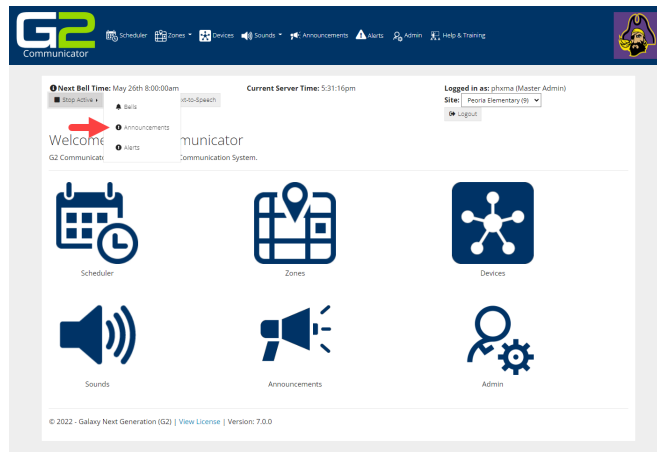 G2
Communicator
Scheduler Zones Devices Sounds Announcements Alerts Admin Help & Training
Next Bell Time: May 26th 8:00:00am Current Server Time: 5:31:16pm Logged in as: phxma (Master Admin)
Stop Active xt-to-Speech Site: Peoria Elementary (9)
Logout
Bells
Announcements
Alerts
Welcome municator
G2 Communicato Communication System.
Scheduler Zones Devices
Sounds Announcements Admin
© 2022 - Galaxy Next Generation (G2) | View License | Version: 7.0.0